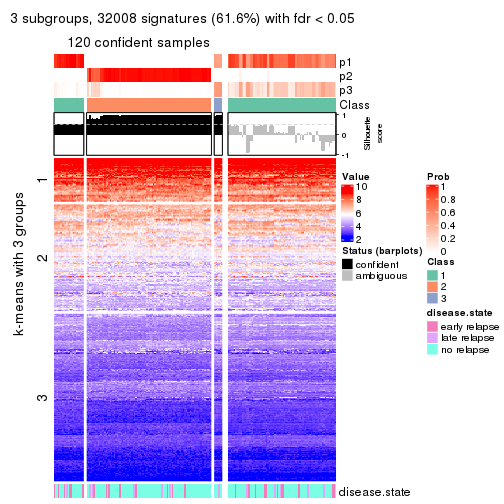 3 subgroups, 32008 signatures (61.6%) with fdr < 0.05
120 confident samples
p1
p2
p3
Class
1
0
-1
Silhouette
score
k-means with 3 groups
1
2
3
disease.state
Value
10
8
6
4
2
Status (barplots)
confident
ambiguous
Prob
1
0.8
0.6
0.4
0.2
0
Class
1
2
3
disease.state
early relapse
late relapse
no relapse